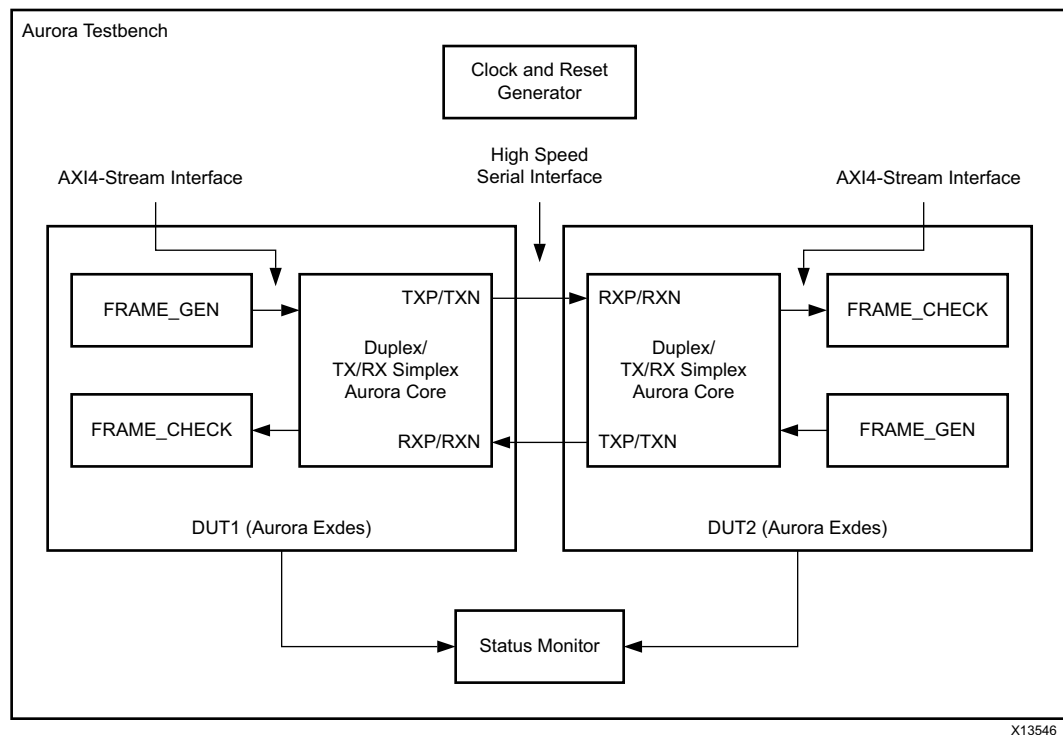 Aurora Testbench
Clock and Reset
Generator
High Speed
Serial Interface
AXI4-Stream Interface
AXI4-Stream Interface
FRAME_GEN
FRAME_CHECK
TXP/TXN
Duplex/
TX/RX Simplex
Aurora Core
RXP/RXN
DUT1 (Aurora Exdes)
RXP/RXN
Duplex/
TX/RX Simplex
Aurora Core
TXP/TXN
FRAME_CHECK
FRAME_GEN
DUT2 (Aurora Exdes)
Status Monitor
X13546